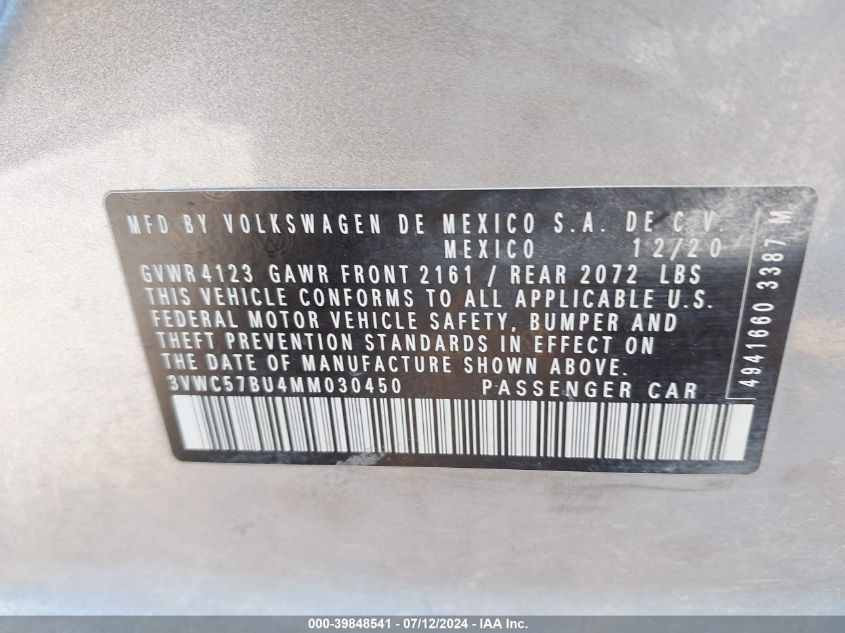 MFD BY VOLKSWAGEN DE MEXICO S.A. DE C.V.
MEXICO 12/20
GVWR 4123 GAWR FRONT 2161 / REAR 2072 LBS
THIS VEHICLE CONFORMS TO ALL APPLICABLE U.S.
FEDERAL MOTOR VEHICLE SAFETY, BUMPER AND
THEFT PREVENTION STANDARDS IN EFFECT ON
THE DATE OF MANUFACTURE SHOWN ABOVE.
3VWC57BU4MM030450 PASSENGER CAR
4941660 3387 M
000-39848541 - 07/12/2024 - IAA Inc.